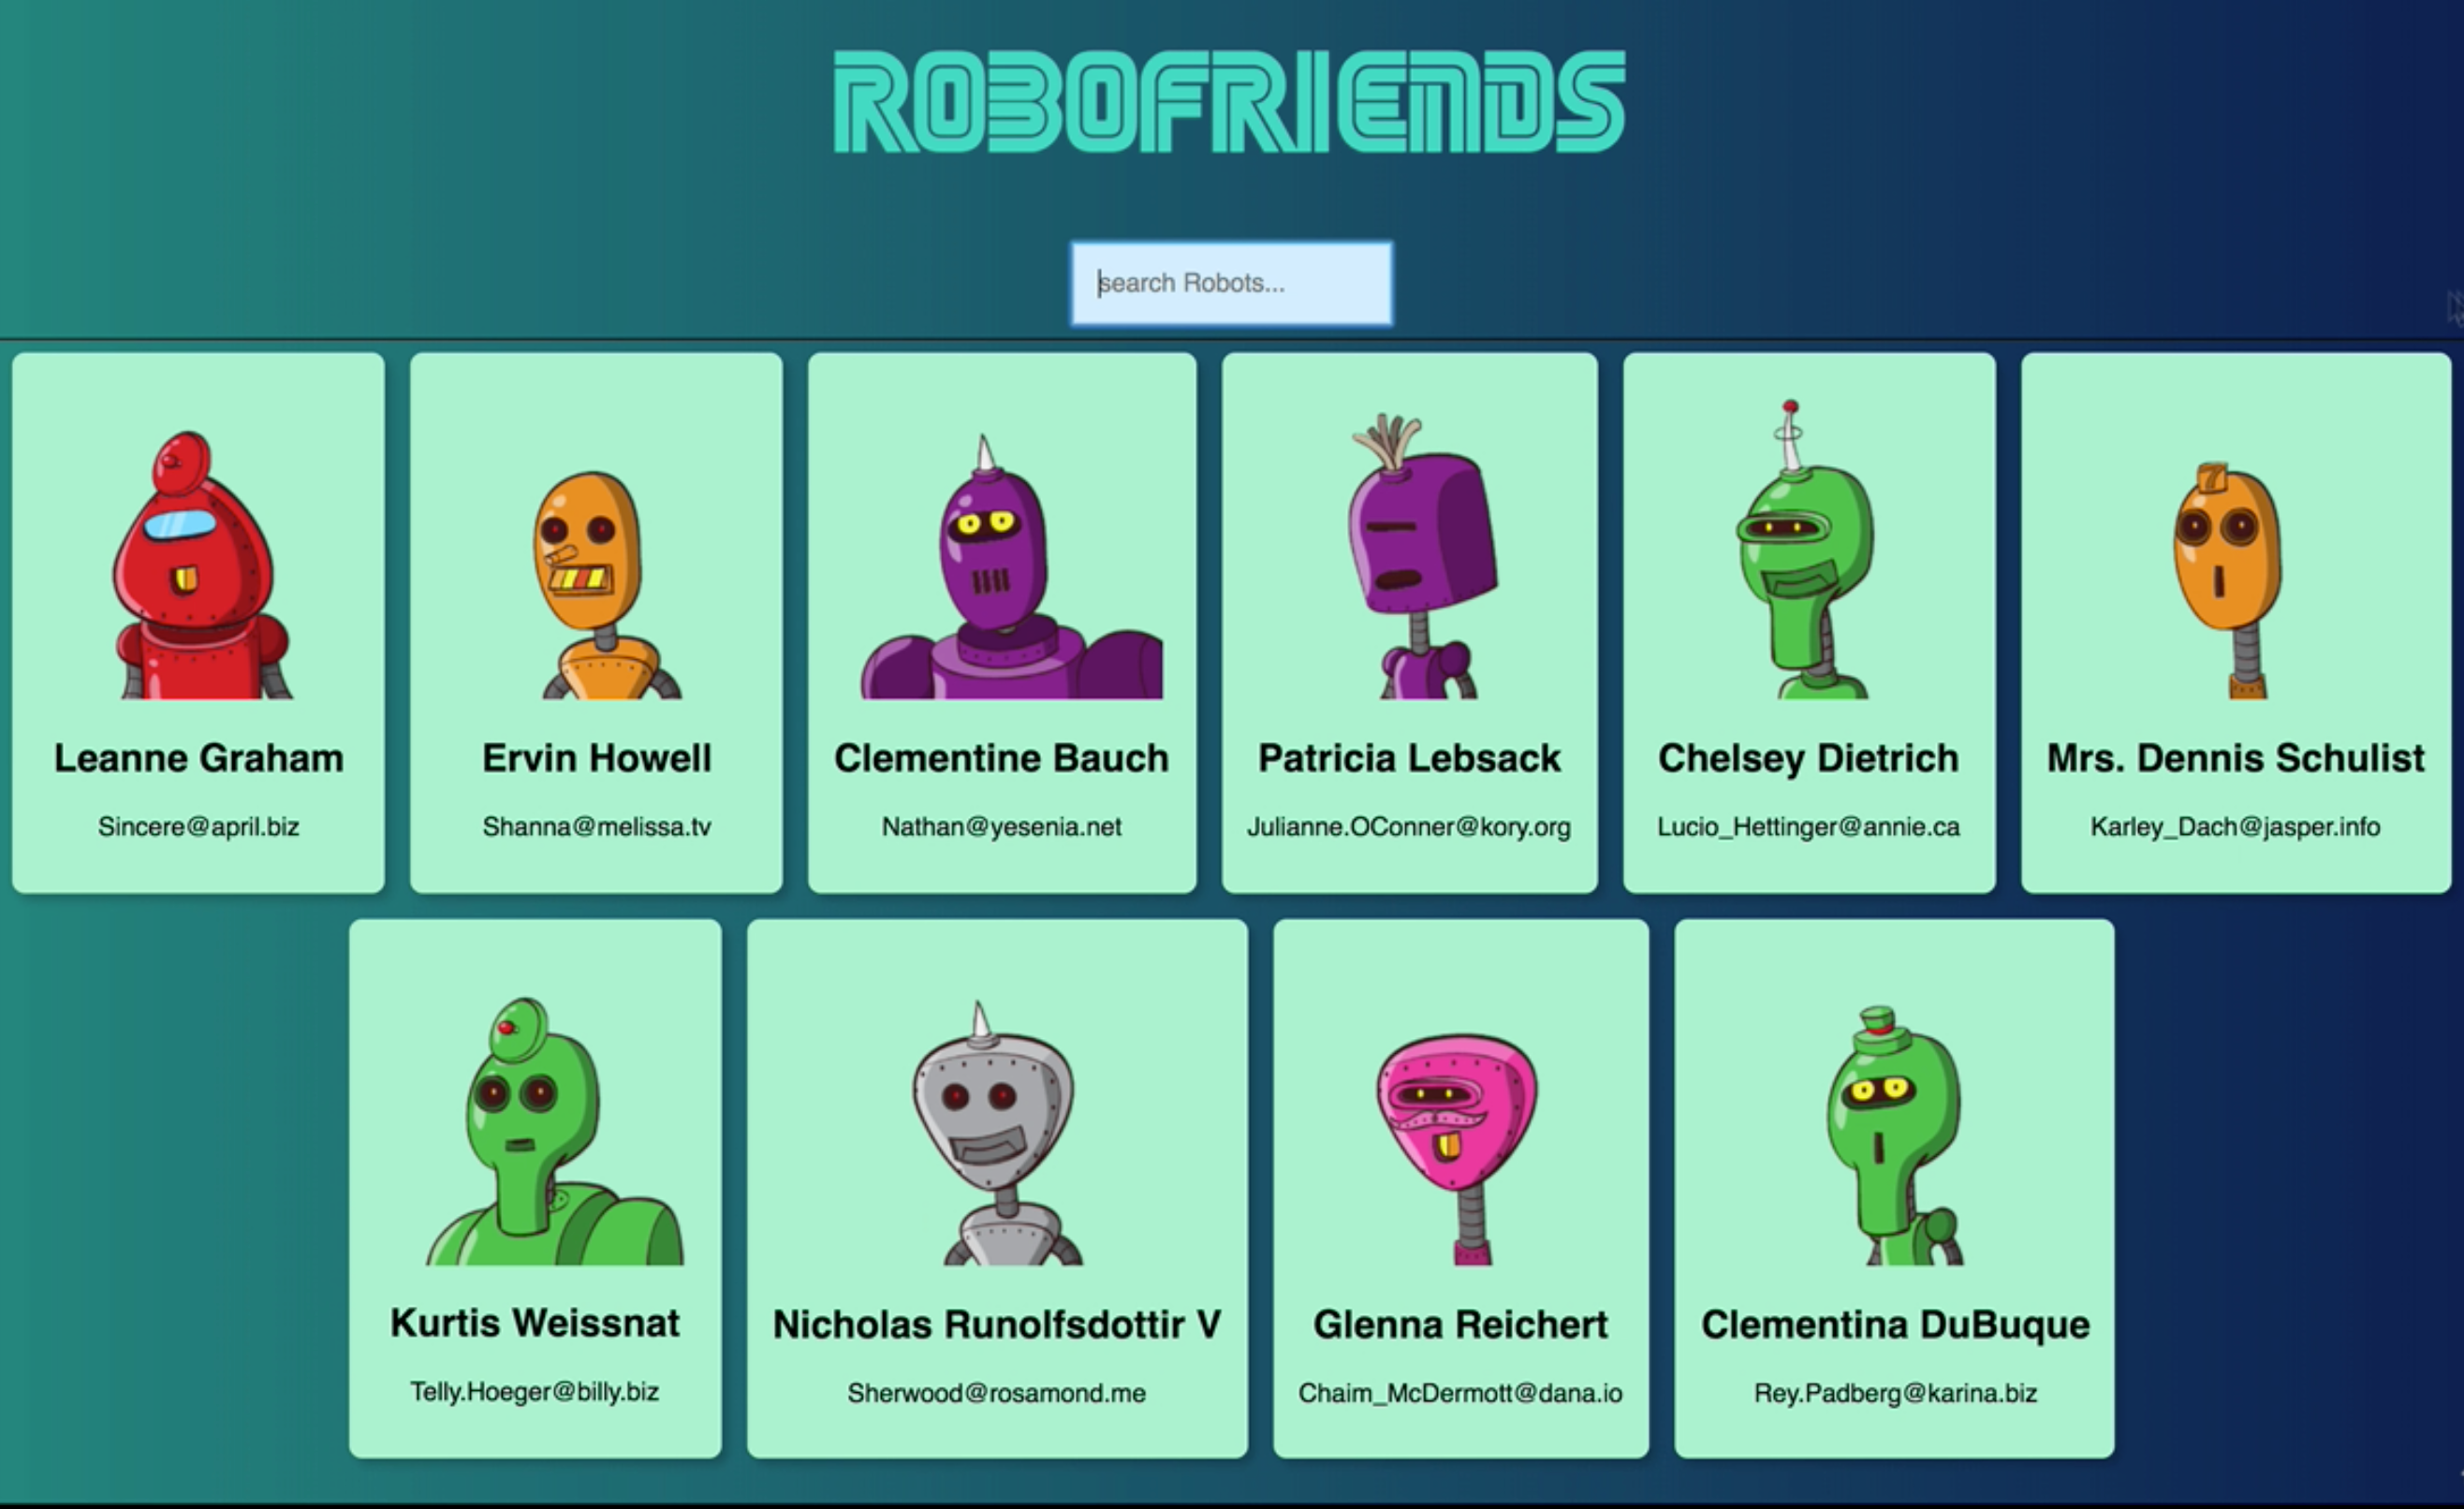 ROBOFRIENDS
search Robots...
Leanne Graham
Sincere@april.biz
Ervin Howell
Shanna@melissa.tv
Clementine Bauch
Nathan@yesenia.net
Patricia Lebsack
Julianne.OConner@kory.org
Chelsey Dietrich
Lucio_Hettinger@annie.ca
Mrs. Dennis Schulist
Karley_Dach@jasper.info
Kurtis Weissnat
Telly.Hoeger@billy.biz
Nicholas Runolfsdottir V
Sherwood@rosamond.me
Glenna Reichert
Chaim_McDermott@dana.io
Clementina DuBuque
Rey.Padberg@karina.biz